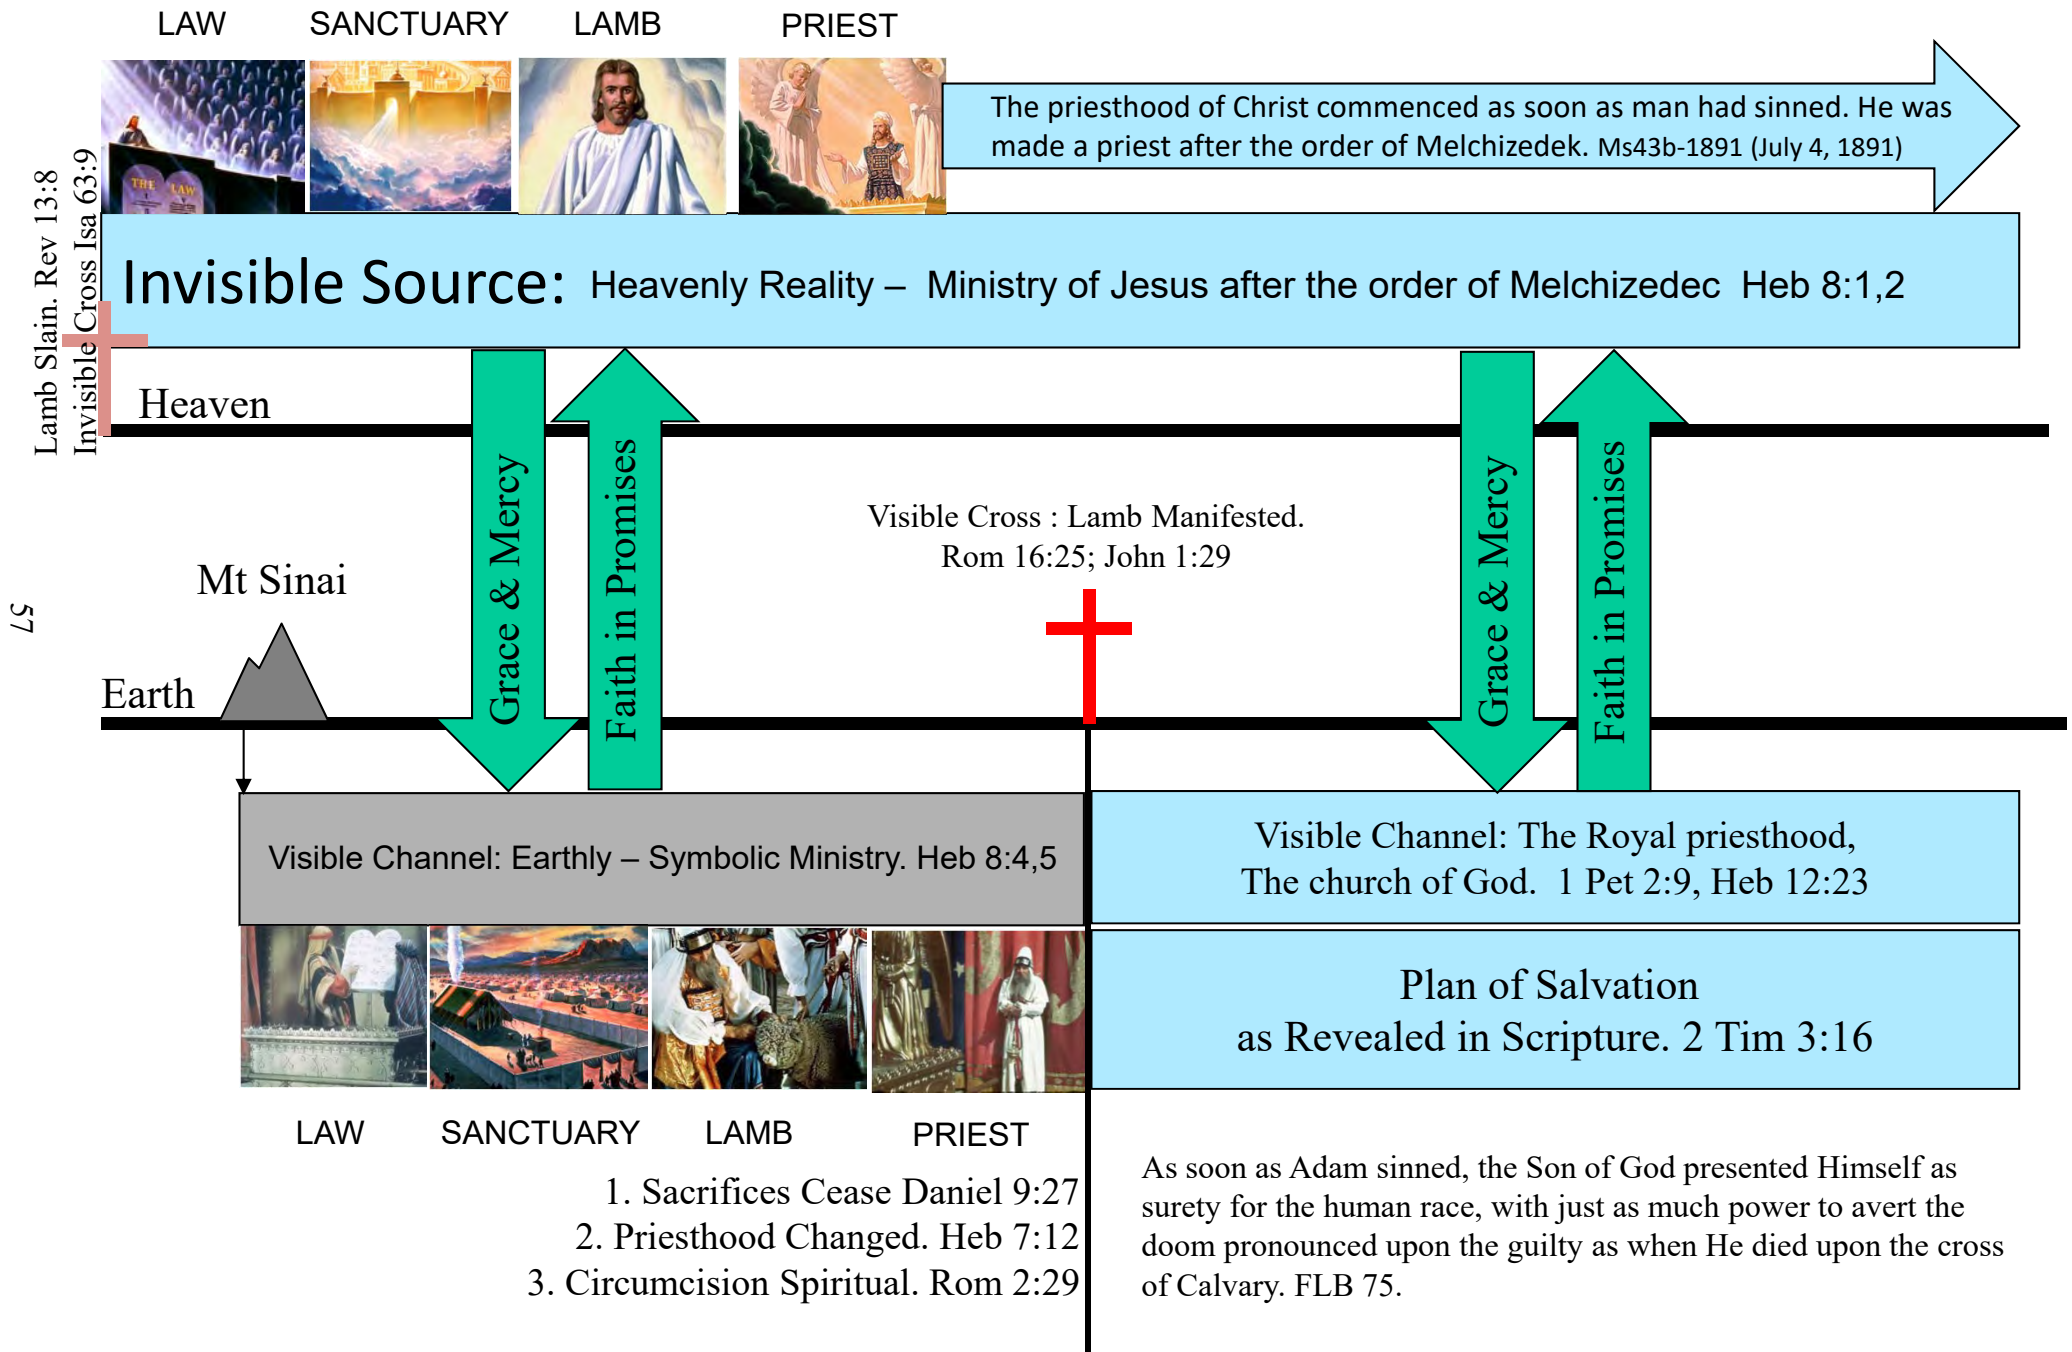 LAW SANCTUARY LAMB PRIEST
The priesthood of Christ commenced as soon as man had sinned. He was
made a priest after the order of Melchizedek. Ms43b-1891 (July 4, 1891)
THE LAW
Lamb Slain. Rev 13:8
Invisible Cross Isa 63:9
Invisible Source: Heavenly Reality – Ministry of Jesus after the order of Melchizedec Heb 8:1,2
Heaven
Grace & Mercy
Faith in Promises
Visible Cross : Lamb Manifested.
Rom 16:25; John 1:29
Grace & Mercy
Faith in Promises
Mt Sinai
57
Earth
Visible Channel: Earthly – Symbolic Ministry. Heb 8:4,5
Visible Channel: The Royal priesthood,
The church of God. 1 Pet 2:9, Heb 12:23
Plan of Salvation
as Revealed in Scripture. 2 Tim 3:16
LAW SANCTUARY LAMB PRIEST
1. Sacrifices Cease Daniel 9:27
2. Priesthood Changed. Heb 7:12
3. Circumcision Spiritual. Rom 2:29
As soon as Adam sinned, the Son of God presented Himself as
surety for the human race, with just as much power to avert the
doom pronounced upon the guilty as when He died upon the cross
of Calvary. FLB 75.